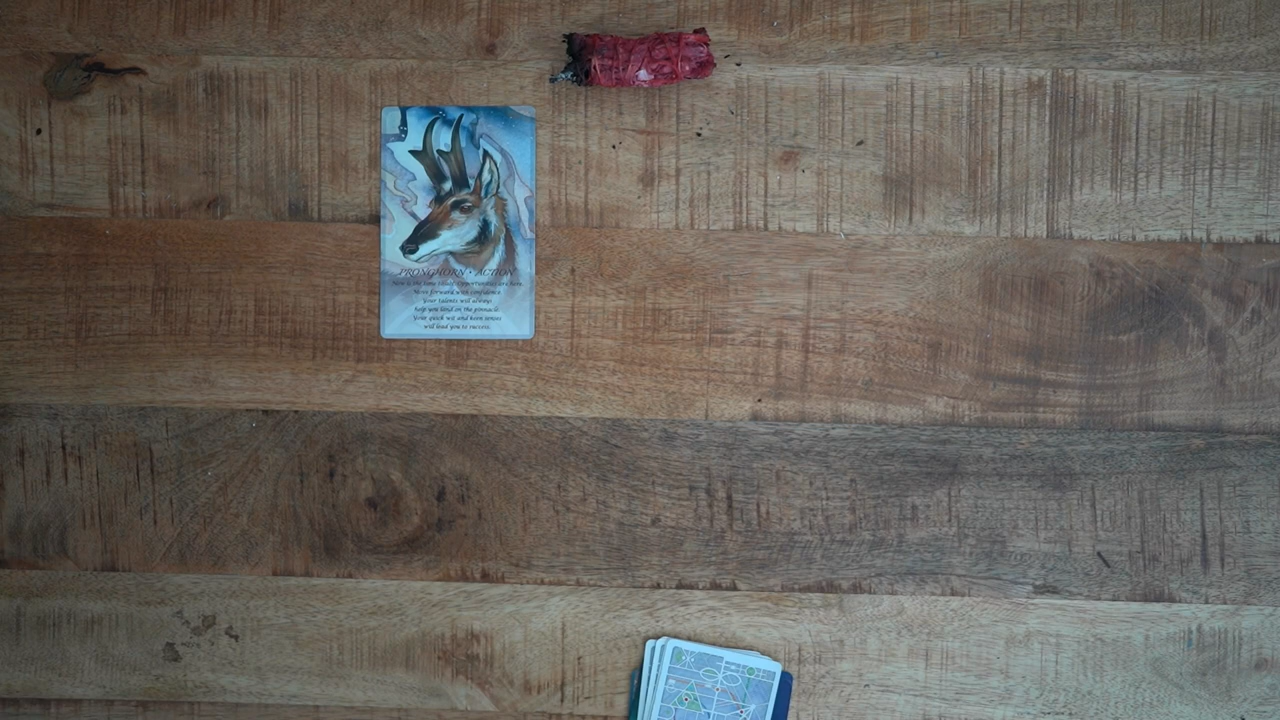 PRONGHORN • ACTION
Now is the time to act. Opportunities are here.
Move forward with confidence.
Your talents will always
help you land on the pinnacle.
Your quick wit and keen senses
will lead you to success.